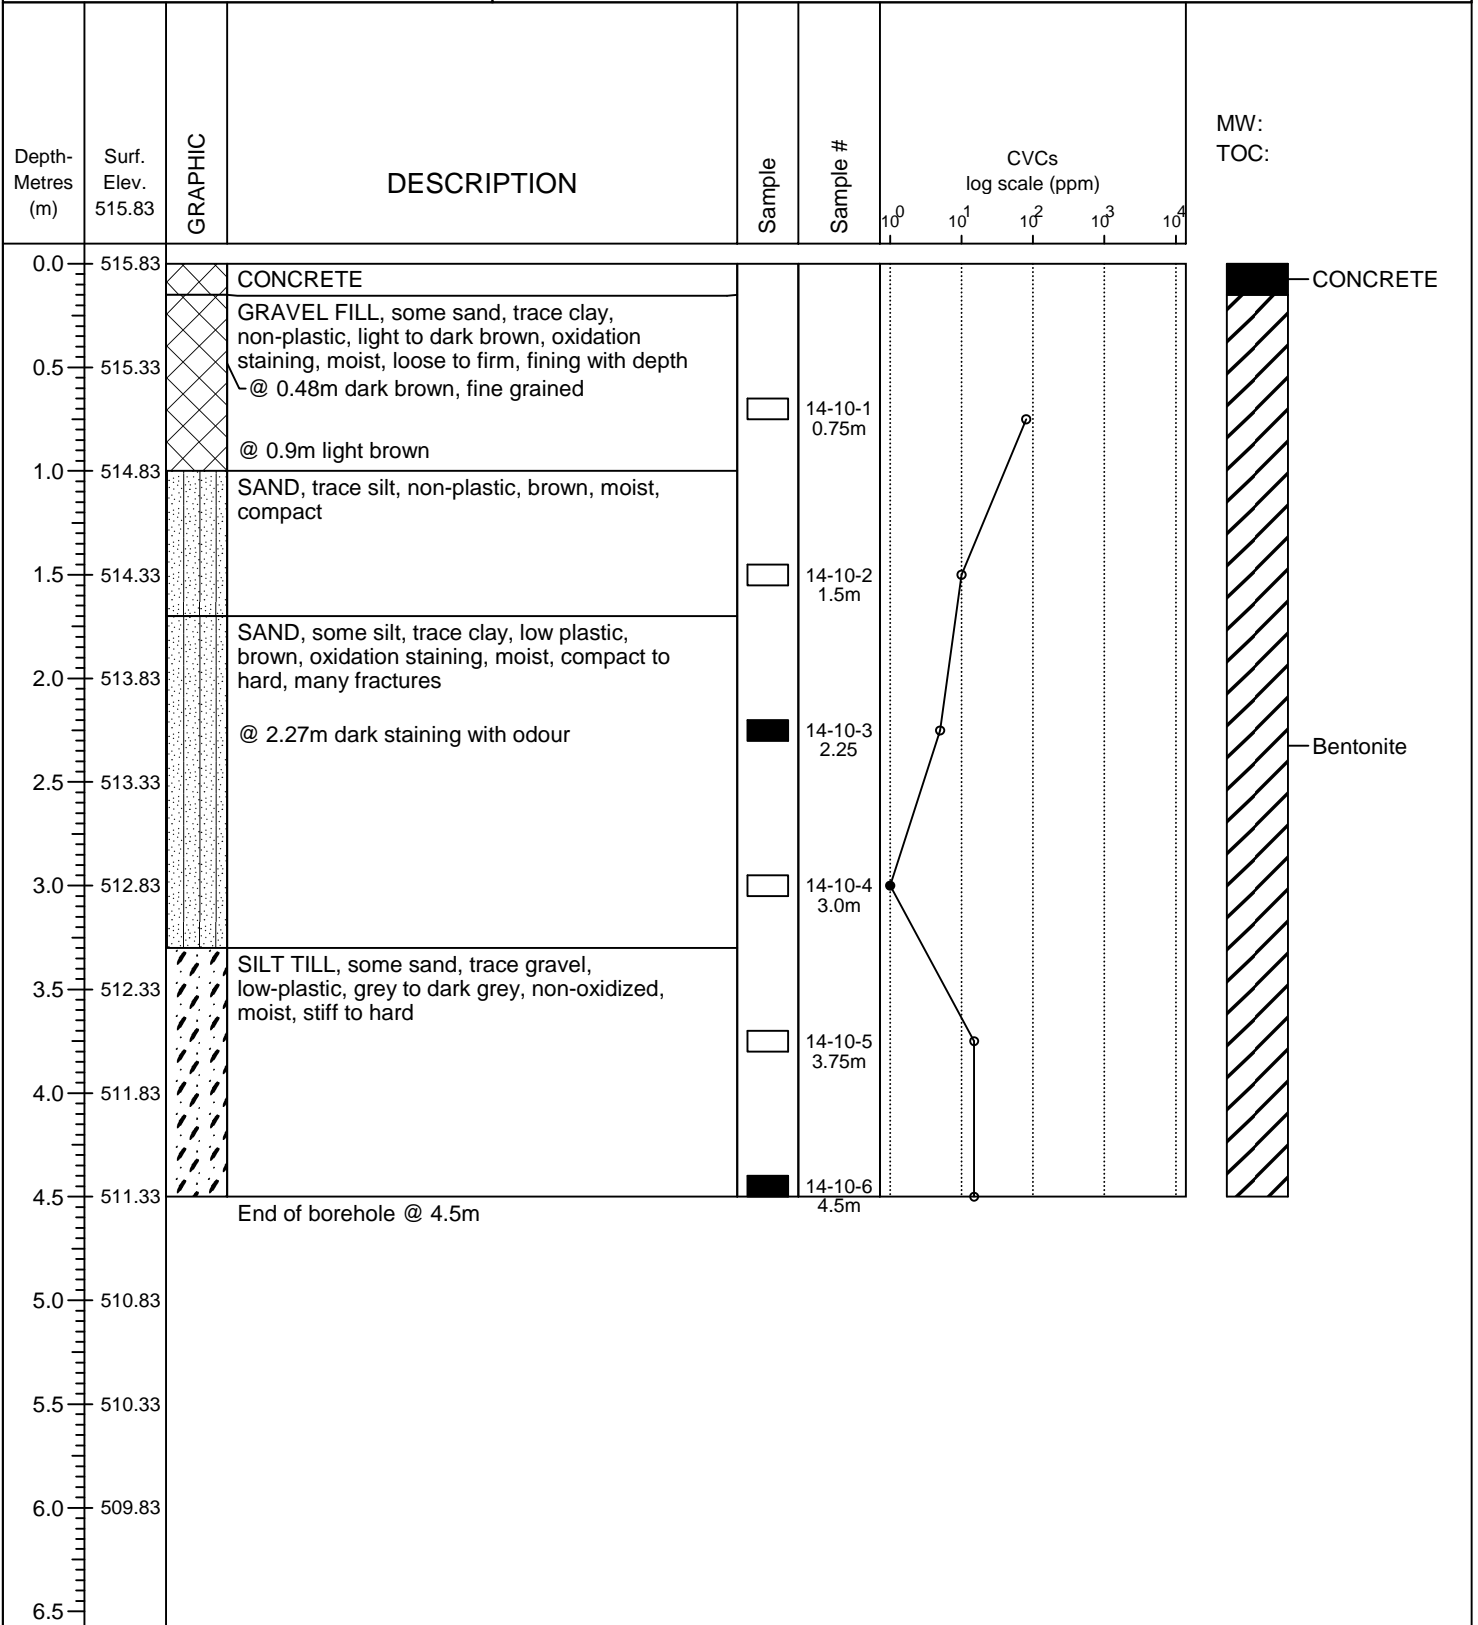 Depth-
Metres
(m)
Surf.
Elev.
515.83
GRAPHIC
DESCRIPTION
Sample
Sample #
CVCs
log scale (ppm)
10^0 10^1 10^2 10^3 10^4
MW:
TOC:
0.0 515.83
CONCRETE
CONCRETE
GRAVEL FILL, some sand, trace clay,
non-plastic, light to dark brown, oxidation
staining, moist, loose to firm, fining with depth
0.5 515.33
@ 0.48m dark brown, fine grained
14-10-1
0.75m
@ 0.9m light brown
1.0 514.83
SAND, trace silt, non-plastic, brown, moist,
compact
1.5 514.33
14-10-2
1.5m
SAND, some silt, trace clay, low plastic,
brown, oxidation staining, moist, compact to
hard, many fractures
2.0 513.83
@ 2.27m dark staining with odour
14-10-3
2.25
Bentonite
2.5 513.33
3.0 512.83
14-10-4
3.0m
SILT TILL, some sand, trace gravel,
low-plastic, grey to dark grey, non-oxidized,
moist, stiff to hard
3.5 512.33
14-10-5
3.75m
4.0 511.83
14-10-6
4.5m
4.5 511.33
End of borehole @ 4.5m
5.0 510.83
5.5 510.33
6.0 509.83
6.5